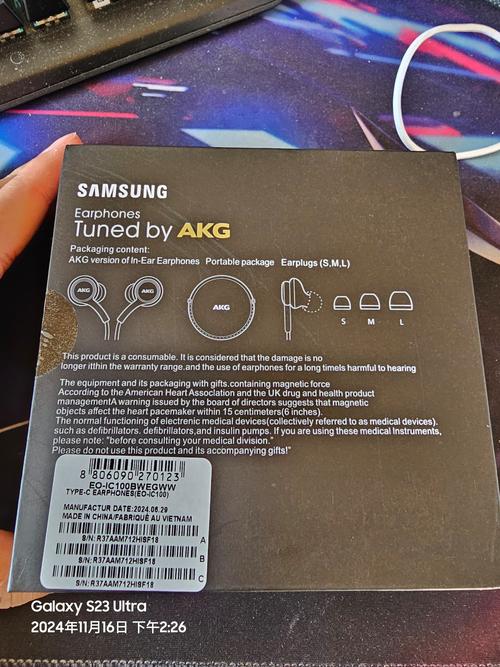 SAMSUNG
Earphones
Tuned by AKG
Packaging content:
AKG version of In-Ear Earphones Portable package Earplugs (S,M,L)
AKG AKG AKG
S M L
This product is a consumable. It is considered that the damage is no
longer itthin the warranty range.and the use of earphones for a long timels harmful to hearing
The equipment and its packaging with gifts.containing magnetic force
According to the American Heart Association and the UK drug and health product
managementA warning issued by the board of directors suggests that magnetic
objects affect the heart pacemaker within 15 centimeters(6 inches).
The normal functioning of electronic medical devices(collectively referred to as medical devices).
such as defibrillators, defibrillators,and insulin pumps. If you are using these medical Instruments,
please note: "before consulting your medical division."
Please do not use this product and its accompanying gifts!"
8 806090 270123
EO-IC100BWEGWW
TYPE-C EARPHONES(EO-IC100)
MANUFACTUR DATE:2024.06.29
MADE IN CHINA/FABRIQUÉ AU VIETNAM
S/N: R37AAM712HISF18 A
S/N: R37AAM712HISF18 B
S/N: R37AAM712HISF18 C
Galaxy S23 Ultra
2024年11月16日 下午2:26